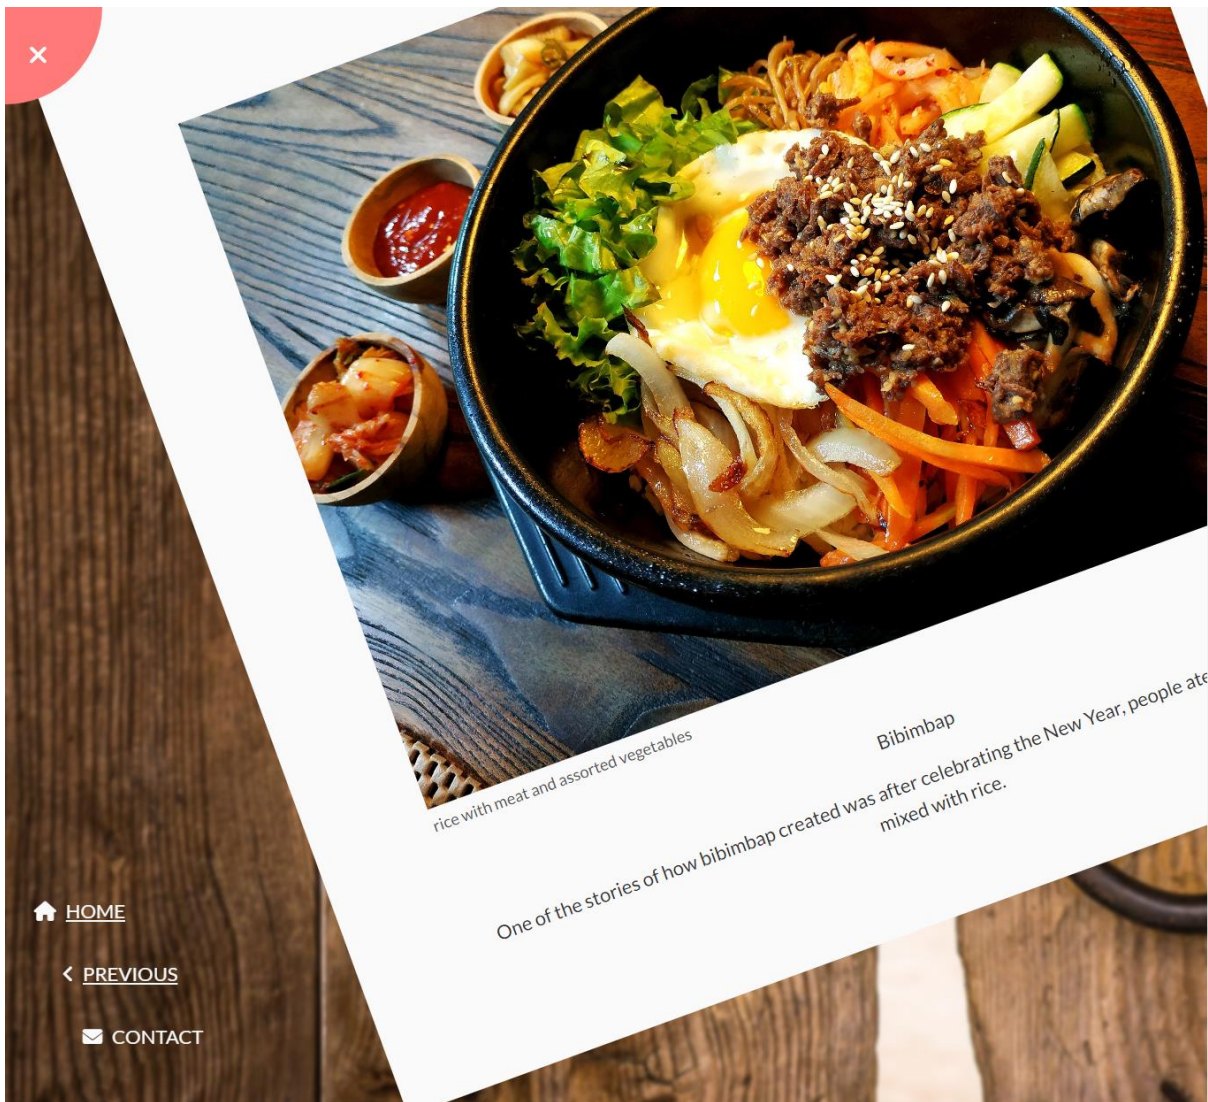 rice with meat and assorted vegetables
Bibimbap
One of the stories of how bibimbap created was after celebrating the New Year, people ate
mixed with rice.
HOME
PREVIOUS
CONTACT